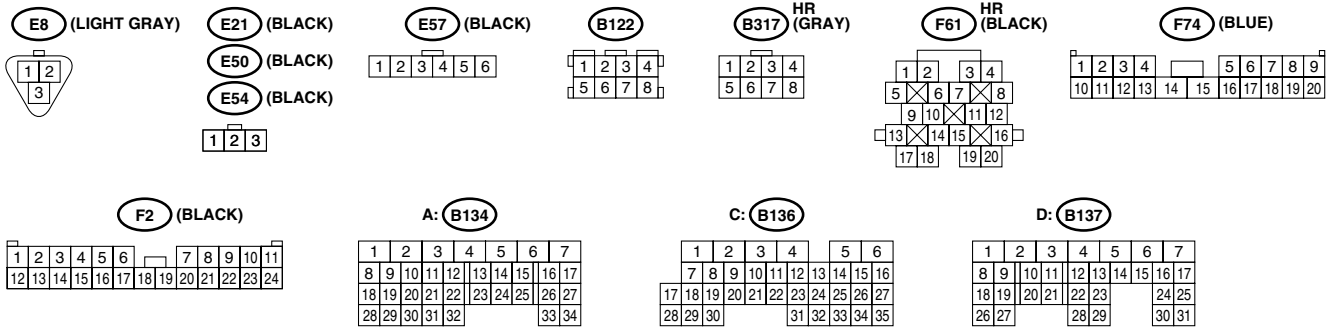 E8 (LIGHT GRAY)
1 2
3
E21 (BLACK)
E50 (BLACK)
E54 (BLACK)
1 2 3
E57 (BLACK)
1 2 3 4 5 6
B122
1 2 3 4
5 6 7 8
B317 HR (GRAY)
1 2 3 4
5 6 7 8
F61 HR (BLACK)
1 2 3 4
5 6 7 8
9 10 11 12
13 14 15 16
17 18 19 20
F74 (BLUE)
1 2 3 4 5 6 7 8 9
10 11 12 13 14 15 16 17 18 19 20
F2 (BLACK)
1 2 3 4 5 6 7 8 9 10 11
12 13 14 15 16 17 18 19 20 21 22 23 24
A: B134
1 2 3 4 5 6 7
8 9 10 11 12 13 14 15 16 17
18 19 20 21 22 23 24 25 26 27
28 29 30 31 32 33 34
C: B136
1 2 3 4 5 6
7 8 9 10 11 12 13 14 15 16
17 18 19 20 21 22 23 24 25 26 27
28 29 30 31 32 33 34 35
D: B137
1 2 3 4 5 6 7
8 9 10 11 12 13 14 15 16 17
18 19 20 21 22 23 24 25
26 27 28 29 30 31